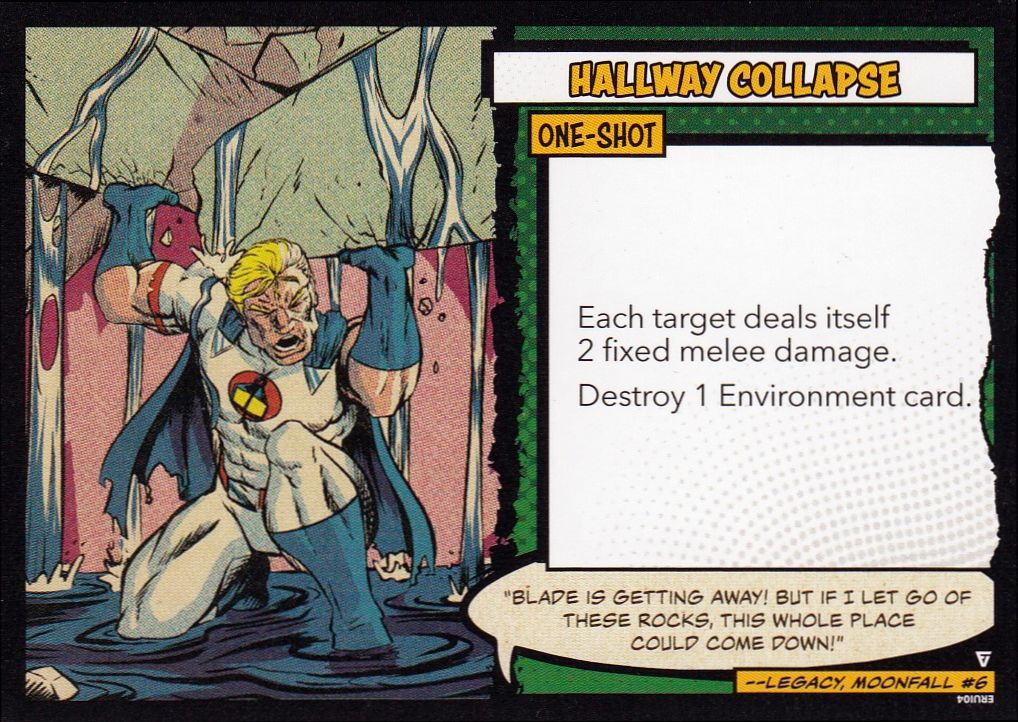 HALLWAY COLLAPSE
ONE-SHOT
Each target deals itself
2 fixed melee damage.
Destroy 1 Environment card.
"BLADE IS GETTING AWAY! BUT IF I LET GO OF
THESE ROCKS, THIS WHOLE PLACE
COULD COME DOWN!"
--LEGACY, MOONFALL #6
ERU104